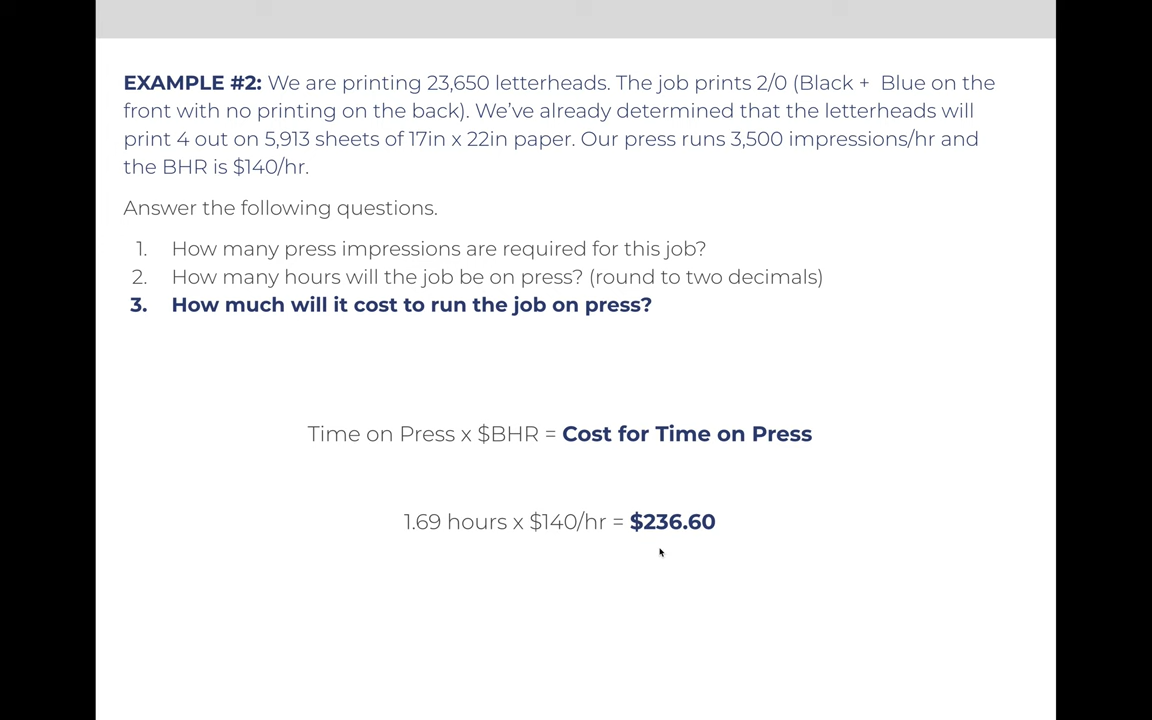 EXAMPLE #2: We are printing 23,650 letterheads. The job prints 2/0 (Black + Blue on the
front with no printing on the back). We’ve already determined that the letterheads will
print 4 out on 5,913 sheets of 17in x 22in paper. Our press runs 3,500 impressions/hr and
the BHR is $140/hr.
Answer the following questions.
1. How many press impressions are required for this job?
2. How many hours will the job be on press? (round to two decimals)
3. How much will it cost to run the job on press?
Time on Press x $BHR = Cost for Time on Press
1.69 hours x $140/hr = $236.60